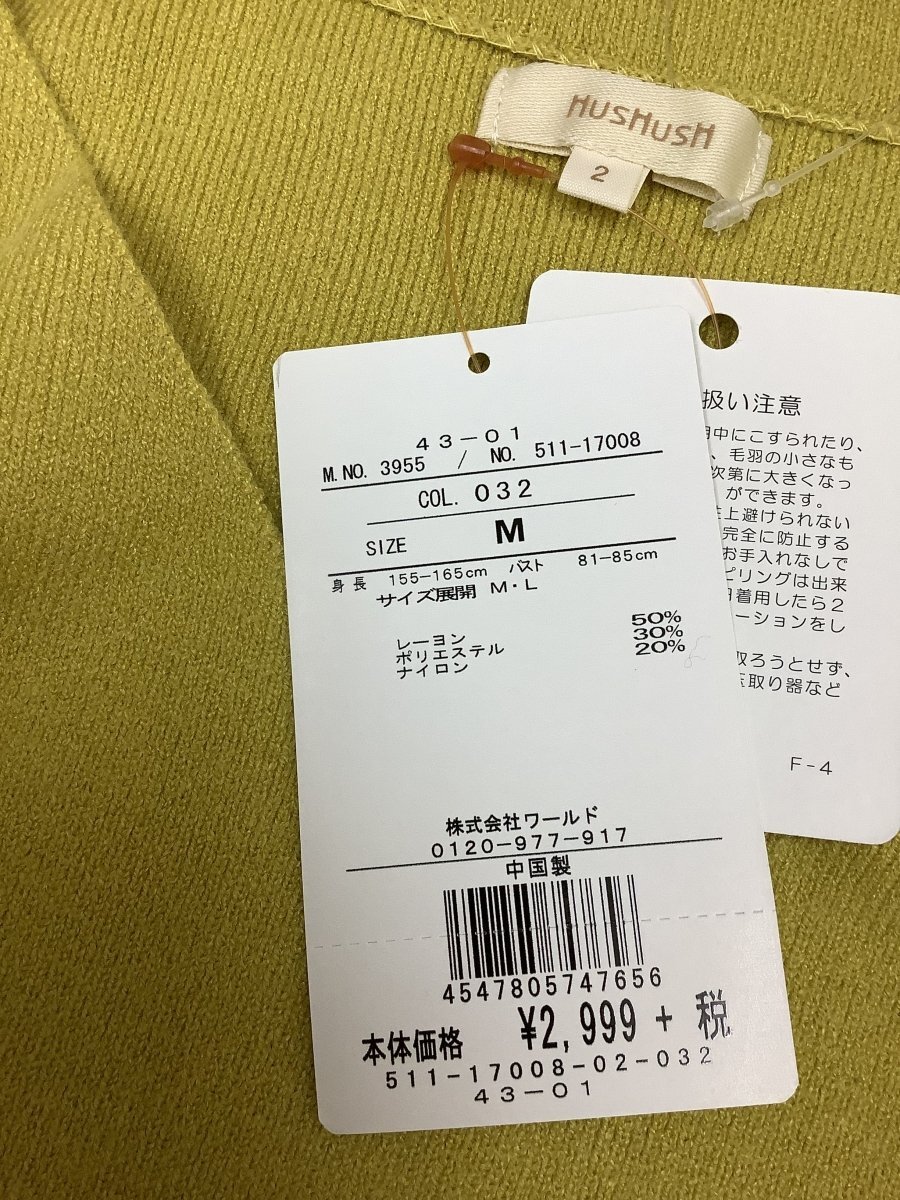 HUSHUSH
2
43-01
M.NO. 3955 / NO. 511-17008
COL. 032
SIZE M
身長 155-165cm バスト 81-85cm
サイズ展開 M・L
レーヨン 50%
ポリエステル 30%
ナイロン 20%
株式会社ワールド
0120-977-917
中国製
4547805747656
本体価格 ¥2,999 + 税
511-17008-02-032
43-01
扱い注意
中にこすられたり、
、毛羽の小さなも
次第に大きくなっ
ができます。
上避けられない
完全に防止する
お手入れなしで
ピリングは出来
着用したら2
ーションをし
取ろうとせず、
玉取り器など
F-4